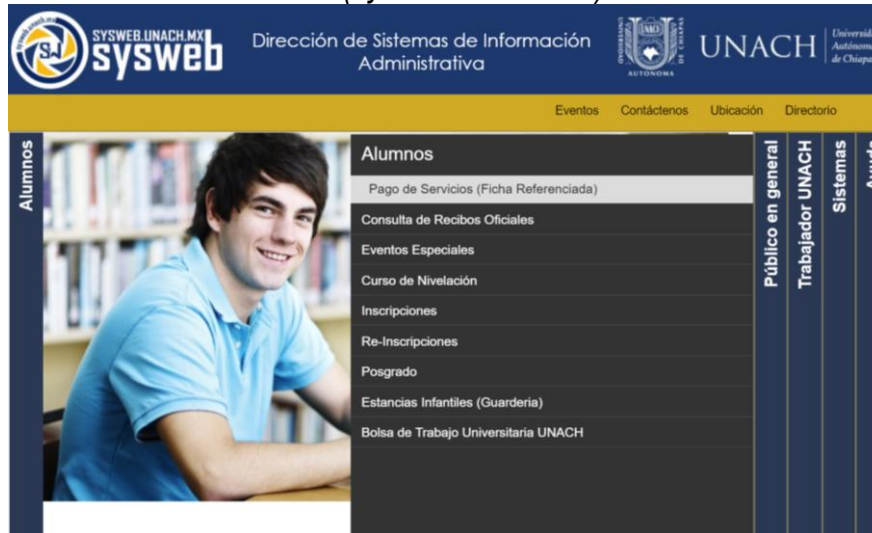 SYSWEB.UNACH.MX
sysweb
SW
Dirección de Sistemas de Información
Administrativa
AUTONOMA
UNACH
Eventos
Contáctenos
Ubicación
Directorio
Alumnos
Alumnos
Pago de Servicios (Ficha Referenciada)
Consulta de Recibos Oficiales
Eventos Especiales
Curso de Nivelación
Inscripciones
Re-Inscripciones
Posgrado
Estancias Infantiles (Guarderia)
Bolsa de Trabajo Universitaria UNACH
Público en general
Trabajador UNACH
Sistemas